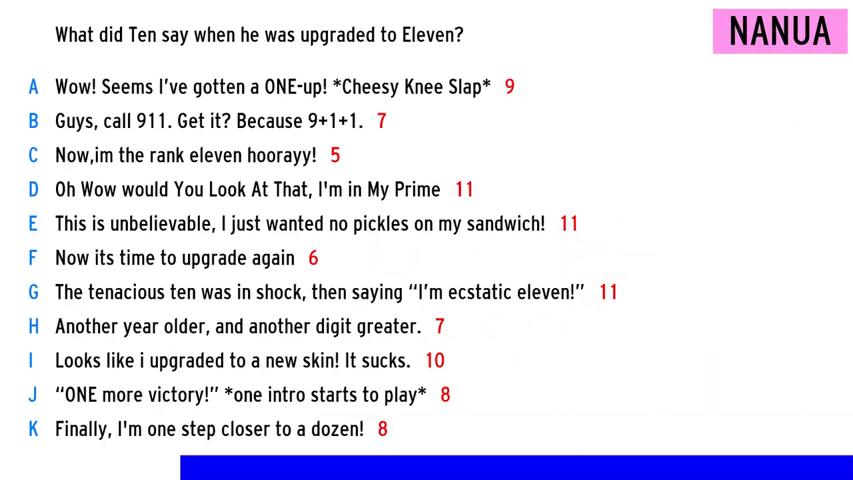 What did Ten say when he was upgraded to Eleven?
NANUA
A Wow! Seems I've gotten a ONE-up! *Cheesy Knee Slap* 9
B Guys, call 911. Get it? Because 9+1+1. 7
C Now,im the rank eleven hoorayy! 5
D Oh Wow would You Look At That, I'm in My Prime 11
E This is unbelievable, I just wanted no pickles on my sandwich! 11
F Now its time to upgrade again 6
G The tenacious ten was in shock, then saying “I'm ecstatic eleven!” 11
H Another year older, and another digit greater. 7
I Looks like i upgraded to a new skin! It sucks. 10
J “ONE more victory!” *one intro starts to play* 8
K Finally, I'm one step closer to a dozen! 8